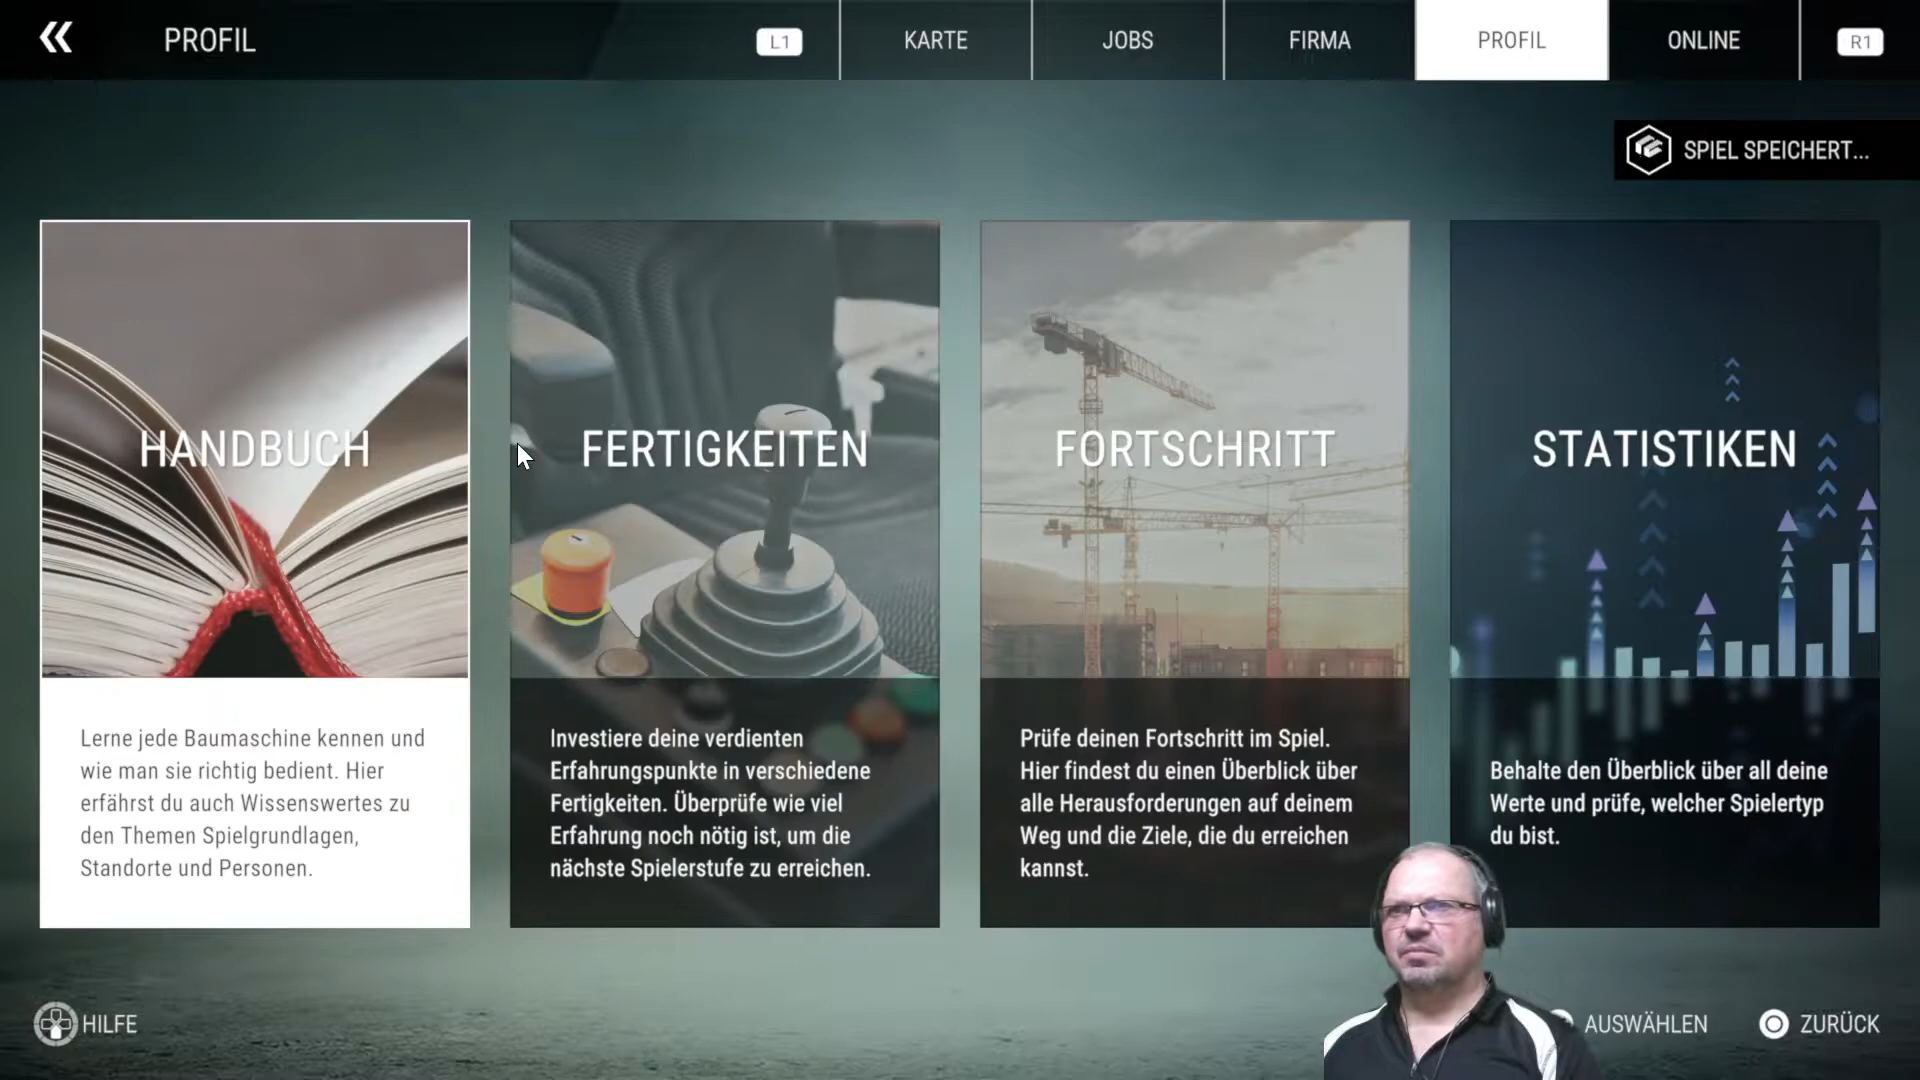 PROFIL
L1
KARTE
JOBS
FIRMA
PROFIL
ONLINE
R1
SPIEL SPEICHERT...
HANDBUCH
Lerne jede Baumaschine kennen und
wie man sie richtig bedient. Hier
erfährst du auch Wissenswertes zu
den Themen Spielgrundlagen,
Standorte und Personen.
FERTIGKEITEN
Investiere deine verdienten
Erfahrungspunkte in verschiedene
Fertigkeiten. Überprüfe wie viel
Erfahrung noch nötig ist, um die
nächste Spielerstufe zu erreichen.
FORTSCHRITT
Prüfe deinen Fortschritt im Spiel.
Hier findest du einen Überblick über
alle Herausforderungen auf deinem
Weg und die Ziele, die du erreichen
kannst.
STATISTIKEN
Behalte den Überblick über all deine
Werte und prüfe, welcher Spielertyp
du bist.
HILFE
AUSWÄHLEN
ZURÜCK